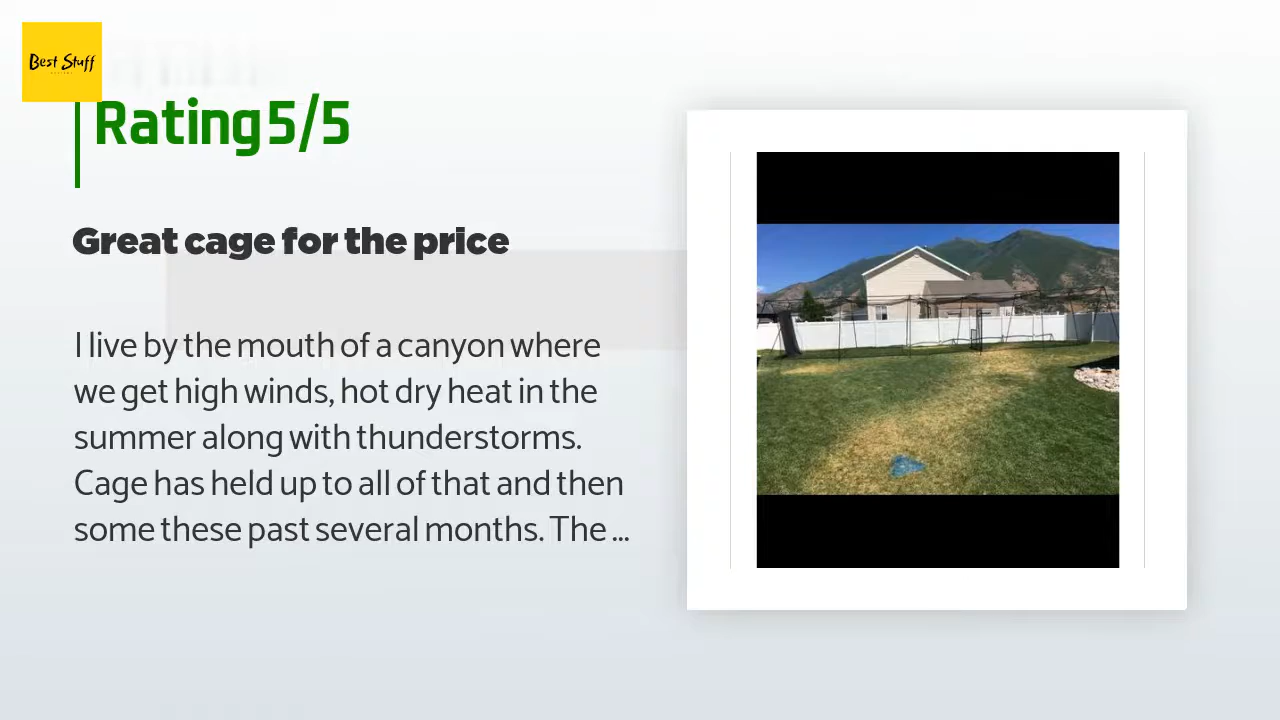 Best Stuff
Rating 5/5
Great cage for the price
I live by the mouth of a canyon where
we get high winds, hot dry heat in the
summer along with thunderstorms.
Cage has held up to all of that and then
some these past several months. The ...